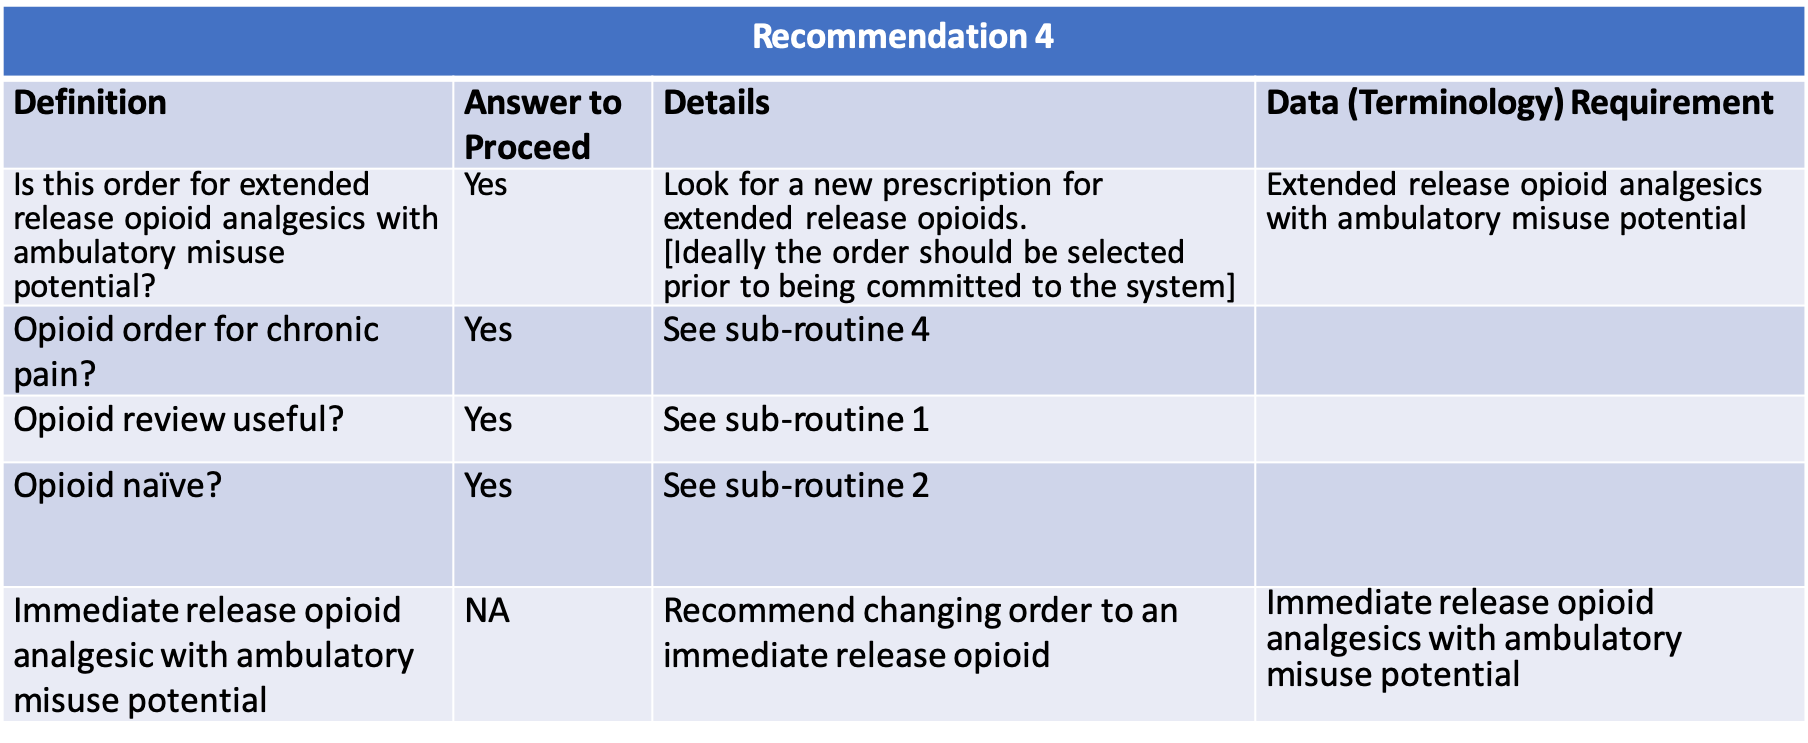 Recommendation 4
Definition
Answer to
Proceed
Details
Data (Terminology) Requirement
Is this order for extended
release opioid analgesics with
ambulatory misuse
potential?
Yes
Look for a new prescription for
extended release opioids.
[Ideally the order should be selected
prior to being committed to the system]
Extended release opioid analgesics
with ambulatory misuse potential
Opioid order for chronic
pain?
Yes
See sub-routine 4
Opioid review useful?
Yes
See sub-routine 1
Opioid naïve?
Yes
See sub-routine 2
Immediate release opioid
analgesic with ambulatory
misuse potential
NA
Recommend changing order to an
immediate release opioid
Immediate release opioid
analgesics with ambulatory
misuse potential